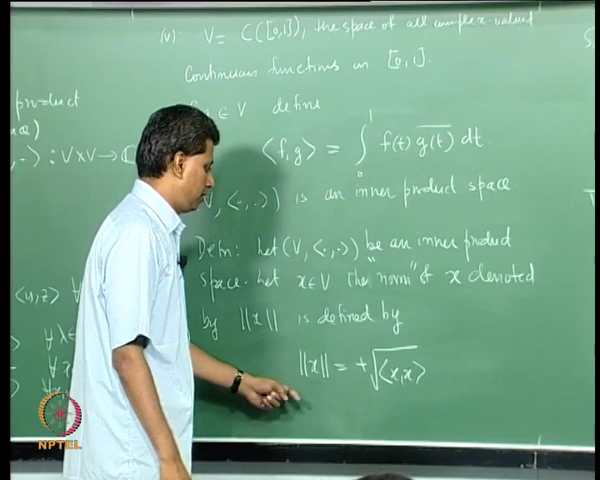 (v): V = C([0,1]), the space of all complex-valued
Continuous functions on [0,1].
∈ V define
⟨f,g⟩ = ∫₀¹ f(t) \overline{g(t)} dt.
V, ⟨.,.⟩) is an inner product space.
Defn: Let (V, ⟨.,.⟩) be an inner product
space. Let x∈V. The "norm" of x denoted
by ||x|| is defined by
||x|| = +√⟨x,x⟩
product
.⟩ : V×V → ℂ
⟨y,z⟩ ∀
∀ λ∈
∀ x
NPTEL